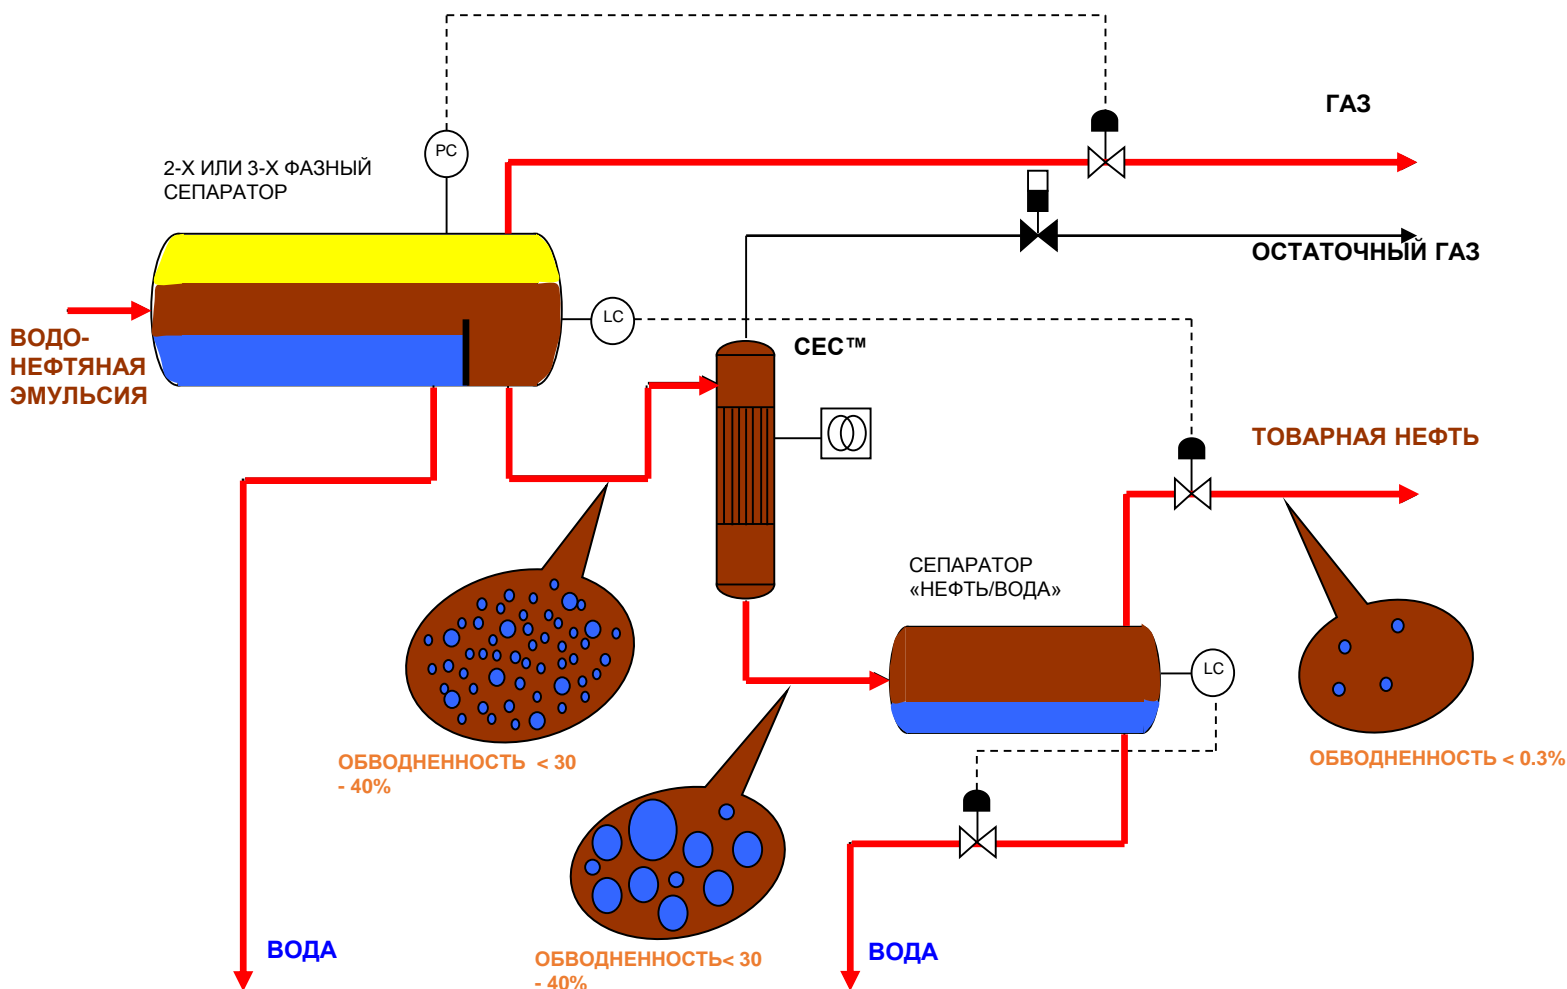 ГАЗ
PC
2-Х ИЛИ 3-Х ФАЗНЫЙ
СЕПАРАТОР
ОСТАТОЧНЫЙ ГАЗ
LC
ВОДО-
НЕФТЯНАЯ
ЭМУЛЬСИЯ
CEC™
ТОВАРНАЯ НЕФТЬ
СЕПАРАТОР
«НЕФТЬ/ВОДА»
LC
ОБВОДНЕННОСТЬ < 30
- 40%
ОБВОДНЕННОСТЬ < 0.3%
ВОДА
ОБВОДНЕННОСТЬ< 30
- 40%
ВОДА